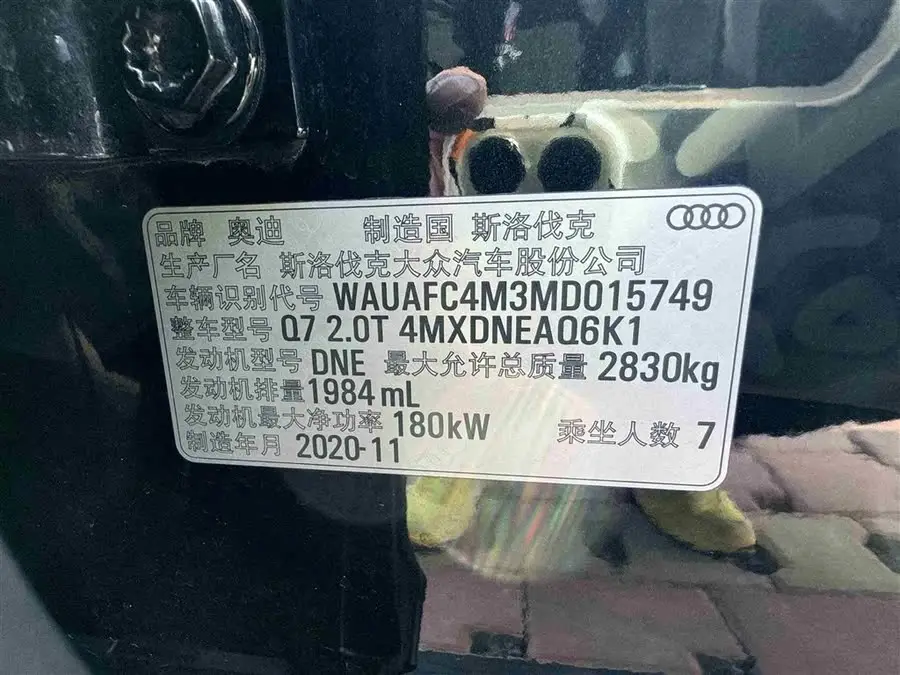 品牌 奥迪 制造国 斯洛伐克
生产厂名 斯洛伐克大众汽车股份公司
车辆识别代号 WAUAFC4M3MD015749
整车型号 Q7 2.0T 4MXDNEAQ6K1
发动机型号 DNE 最大允许总质量 2830kg
发动机排量 1984 mL
发动机最大净功率 180kW 乘坐人数 7
制造年月 2020-11